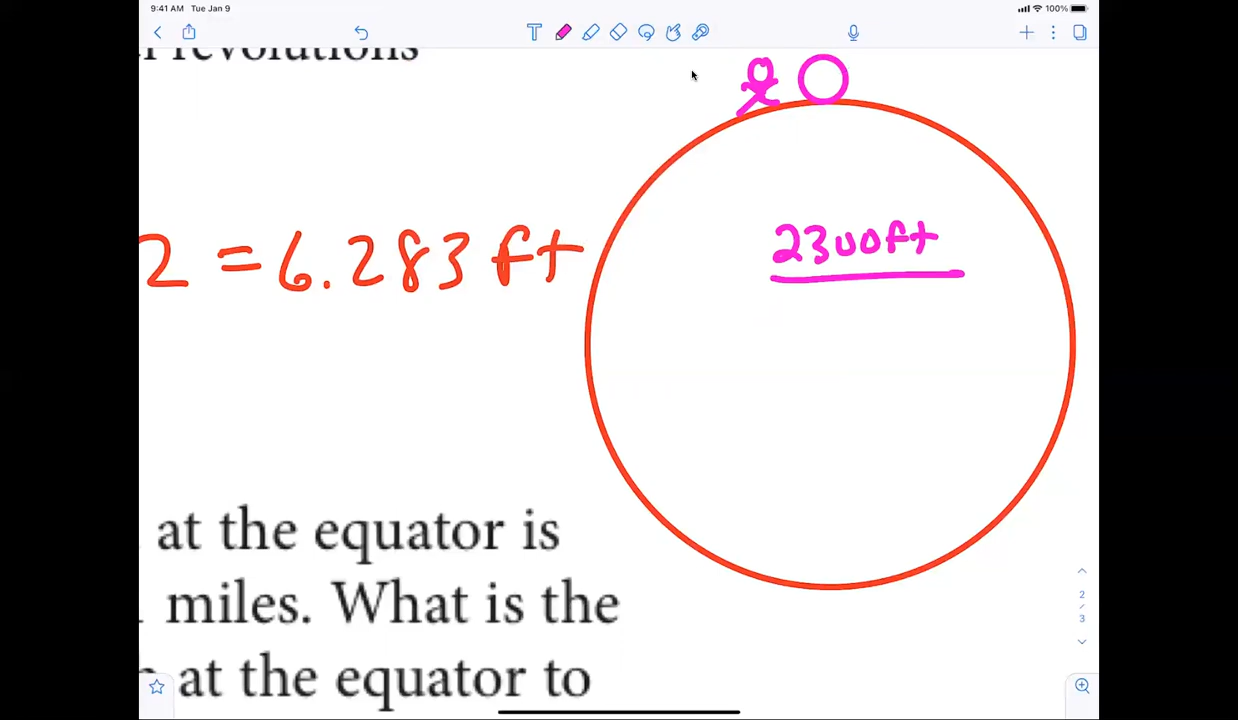 9:41 AM Tue Jan 9
100%
revolutions
2300ft
2 = 6.283 ft
at the equator is
miles. What is the
at the equator to
2
/
3